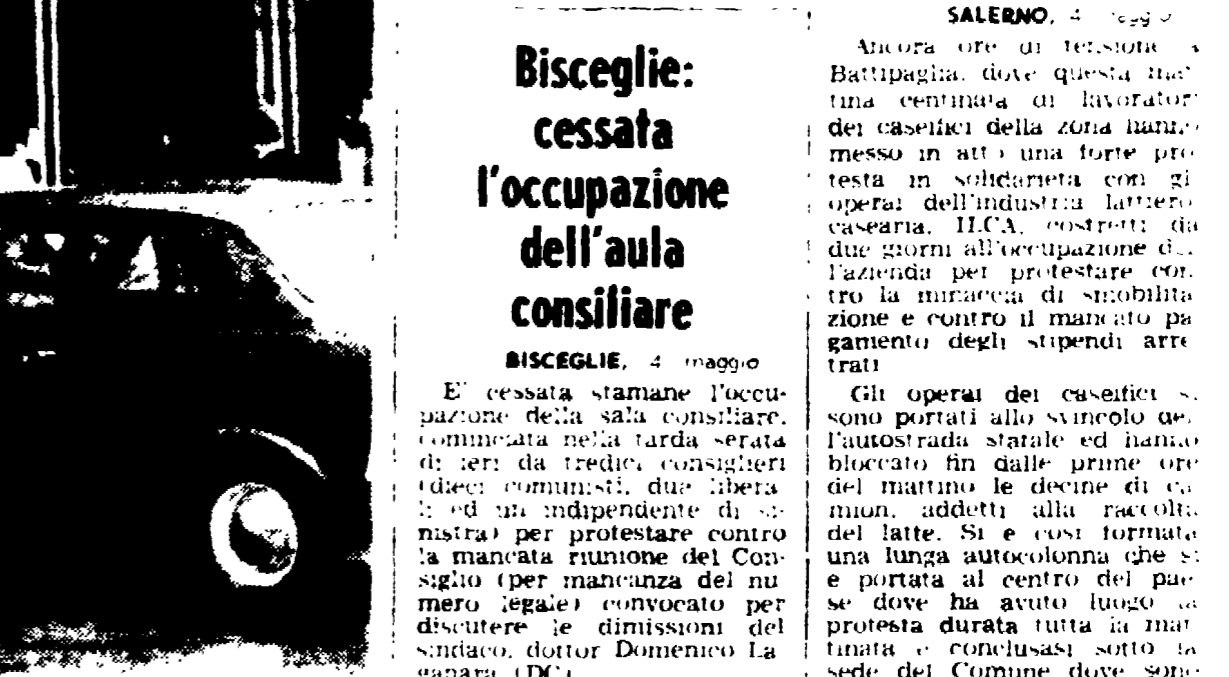 Bisceglie:
cessata
l'occupazione
dell'aula
consiliare
BISCEGLIE, 4 maggio
E' cessata stamane l'occu-
pazione della sala consiliare,
cominciata nella tarda serata
di ieri da tredici consiglieri
(dieci comunisti, due libera-
li ed un indipendente di si-
nistra) per protestare contro
la mancata riunione del Con-
siglio (per mancanza del nu
mero legale) convocato per
discutere le dimissioni del
sindaco, dottor Domenico La
ganara (DC)
SALERNO, 4 maggio
Ancora ore di tensione
Battipaglia, dove questa mat
tina centinaia di lavorator
dei caseifici della zona hanno
messo in atto una forte pro
testa in solidarietà con gl
operai dell'industria lattiero
casearia, ILCA, costretti da
due giorni all'occupazione
l'azienda per protestare con
tro la minaccia di smobilita
zione e contro il mancato pa
gamento degli stipendi arre
trati
Gli operai dei caseifici s
sono portati allo svincolo del
l'autostrada statale ed hanno
bloccato fin dalle prime ore
del mattino le decine di ca
mion, addetti alla raccolta
del latte. Si è così formata
una lunga autocolonna che si
è portata al centro del pae
se dove ha avuto luogo la
protesta durata tutta la mat
tinata e conclusasi sotto la
sede del Comune dove sono